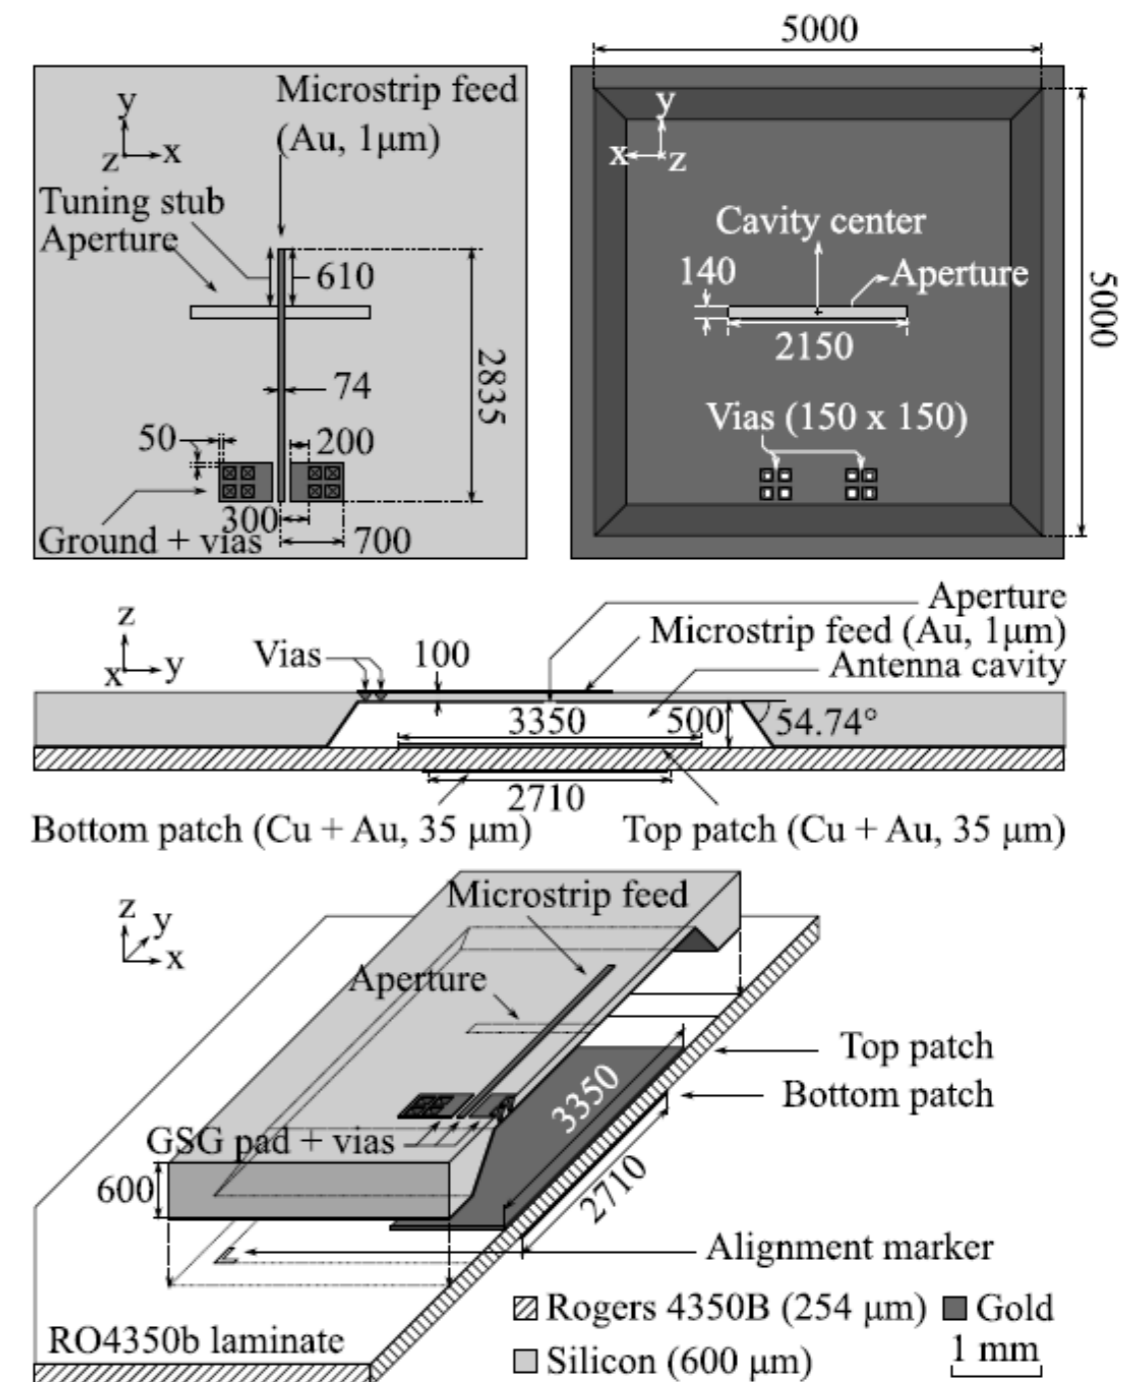 5000
Microstrip feed
(Au, 1μm)
y
z
x
Tuning stub
Aperture
610
2835
74
50
200
300
700
Ground + vias
y
x
z
Cavity center
140
Aperture
2150
5000
Vias (150 x 150)
z
x
y
Aperture
Microstrip feed (Au, 1μm)
Vias
100
Antenna cavity
3350
500
54.74°
2710
Bottom patch (Cu + Au, 35 μm)
Top patch (Cu + Au, 35 μm)
z
y
x
Microstrip feed
Aperture
Top patch
3350
Bottom patch
GSG pad + vias
600
2710
Alignment marker
Rogers 4350B (254 μm)
Gold
RO4350b laminate
Silicon (600 μm)
1 mm